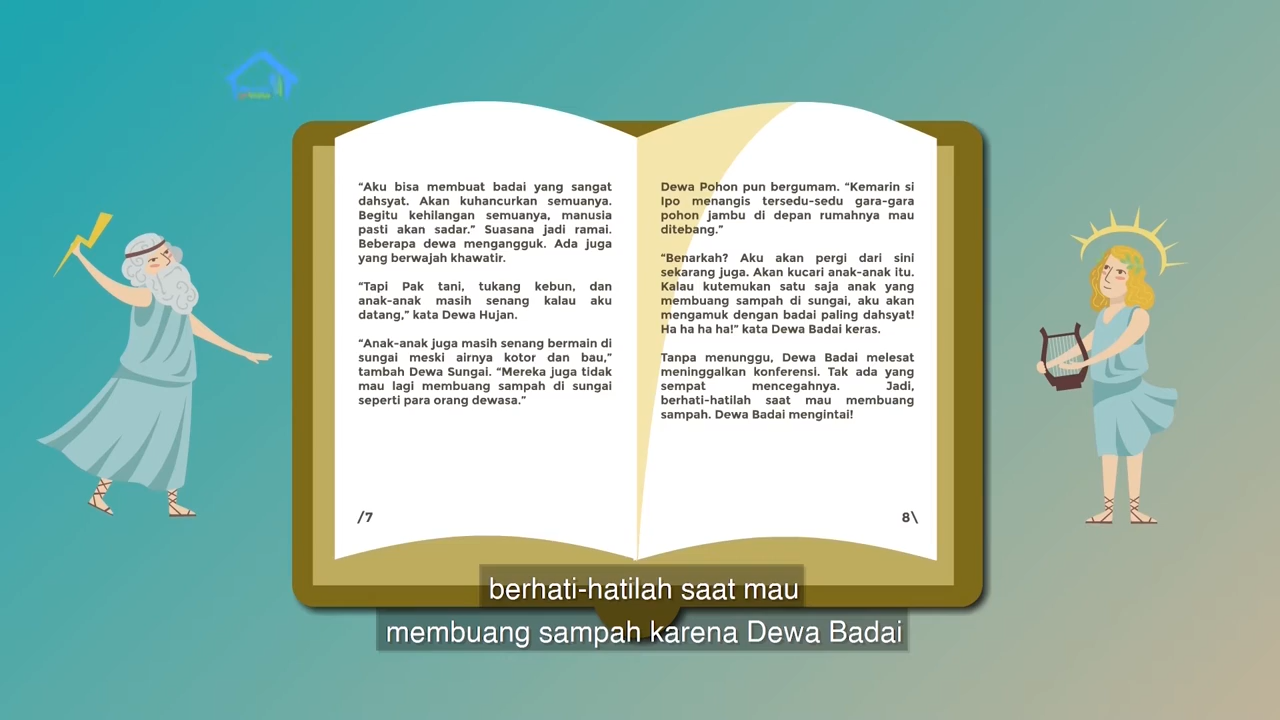 “Aku bisa membuat badai yang sangat
dahsyat. Akan kuhancurkan semuanya.
Begitu kehilangan semuanya, manusia
pasti akan sadar.” Suasana jadi ramai.
Beberapa dewa mengangguk. Ada juga
yang berwajah khawatir.
“Tapi Pak tani, tukang kebun, dan
anak-anak masih senang kalau aku
datang,” kata Dewa Hujan.
“Anak-anak juga masih senang bermain di
sungai meski airnya kotor dan bau,”
tambah Dewa Sungai. “Mereka juga tidak
mau lagi membuang sampah di sungai
seperti para orang dewasa.”
/7
Dewa Pohon pun bergumam. “Kemarin si
Ipo menangis tersedu-sedu gara-gara
pohon jambu di depan rumahnya mau
ditebang.”
“Benarkah? Aku akan pergi dari sini
sekarang juga. Akan kucari anak-anak itu.
Kalau kutemukan satu saja anak yang
membuang sampah di sungai, aku akan
mengamuk dengan badai paling dahsyat!
Ha ha ha ha!” kata Dewa Badai keras.
Tanpa menunggu, Dewa Badai melesat
meninggalkan konferensi. Tak ada yang
sempat mencegahnya. Jadi,
berhati-hatilah saat mau membuang
sampah. Dewa Badai mengintai!
8\
berhati-hatilah saat mau
membuang sampah karena Dewa Badai